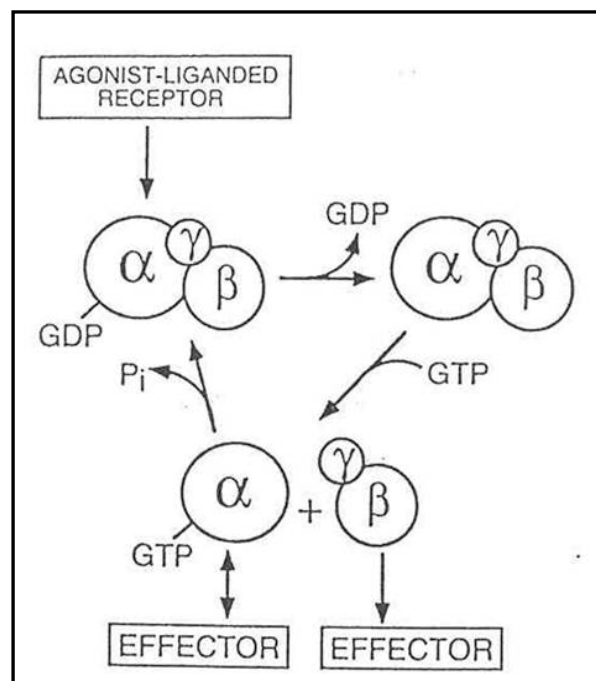 AGONIST-LIGANDED
RECEPTOR
GDP
α
γ
β
α
γ
β
GDP
Pi
GTP
α
+
γ
β
GTP
EFFECTOR
EFFECTOR